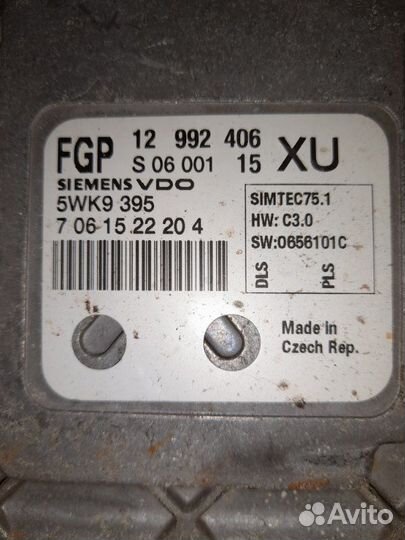 FGP 12 992 406 XU
S 06 001 15
SIEMENS VDO
5WK9 395
7 06 15 22 20 4
SIMTEC75.1
HW: C3.0
SW:0656101C
DLS
PLS
Made in
Czech Rep.
Avito